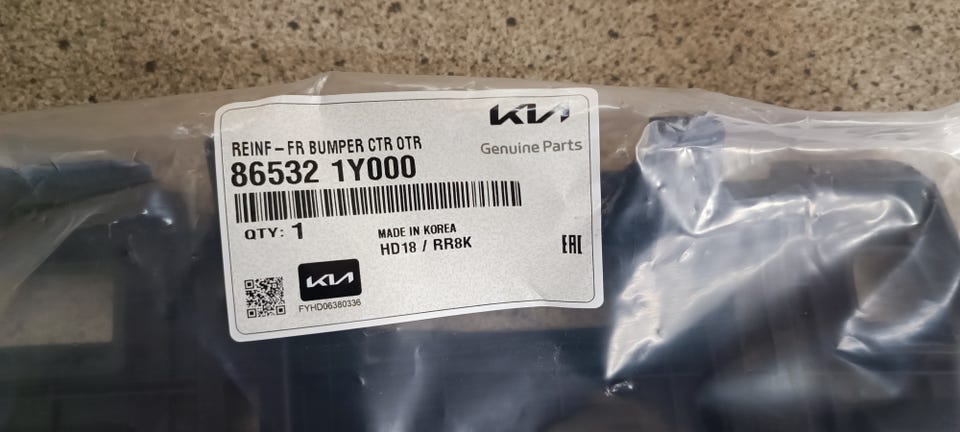 KIA
Genuine Parts
REINF-FR BUMPER CTR OTR
86532 1Y000
QTY: 1
MADE IN KOREA
HD18 / RR8K
EAC
KIA
FYHD06380336